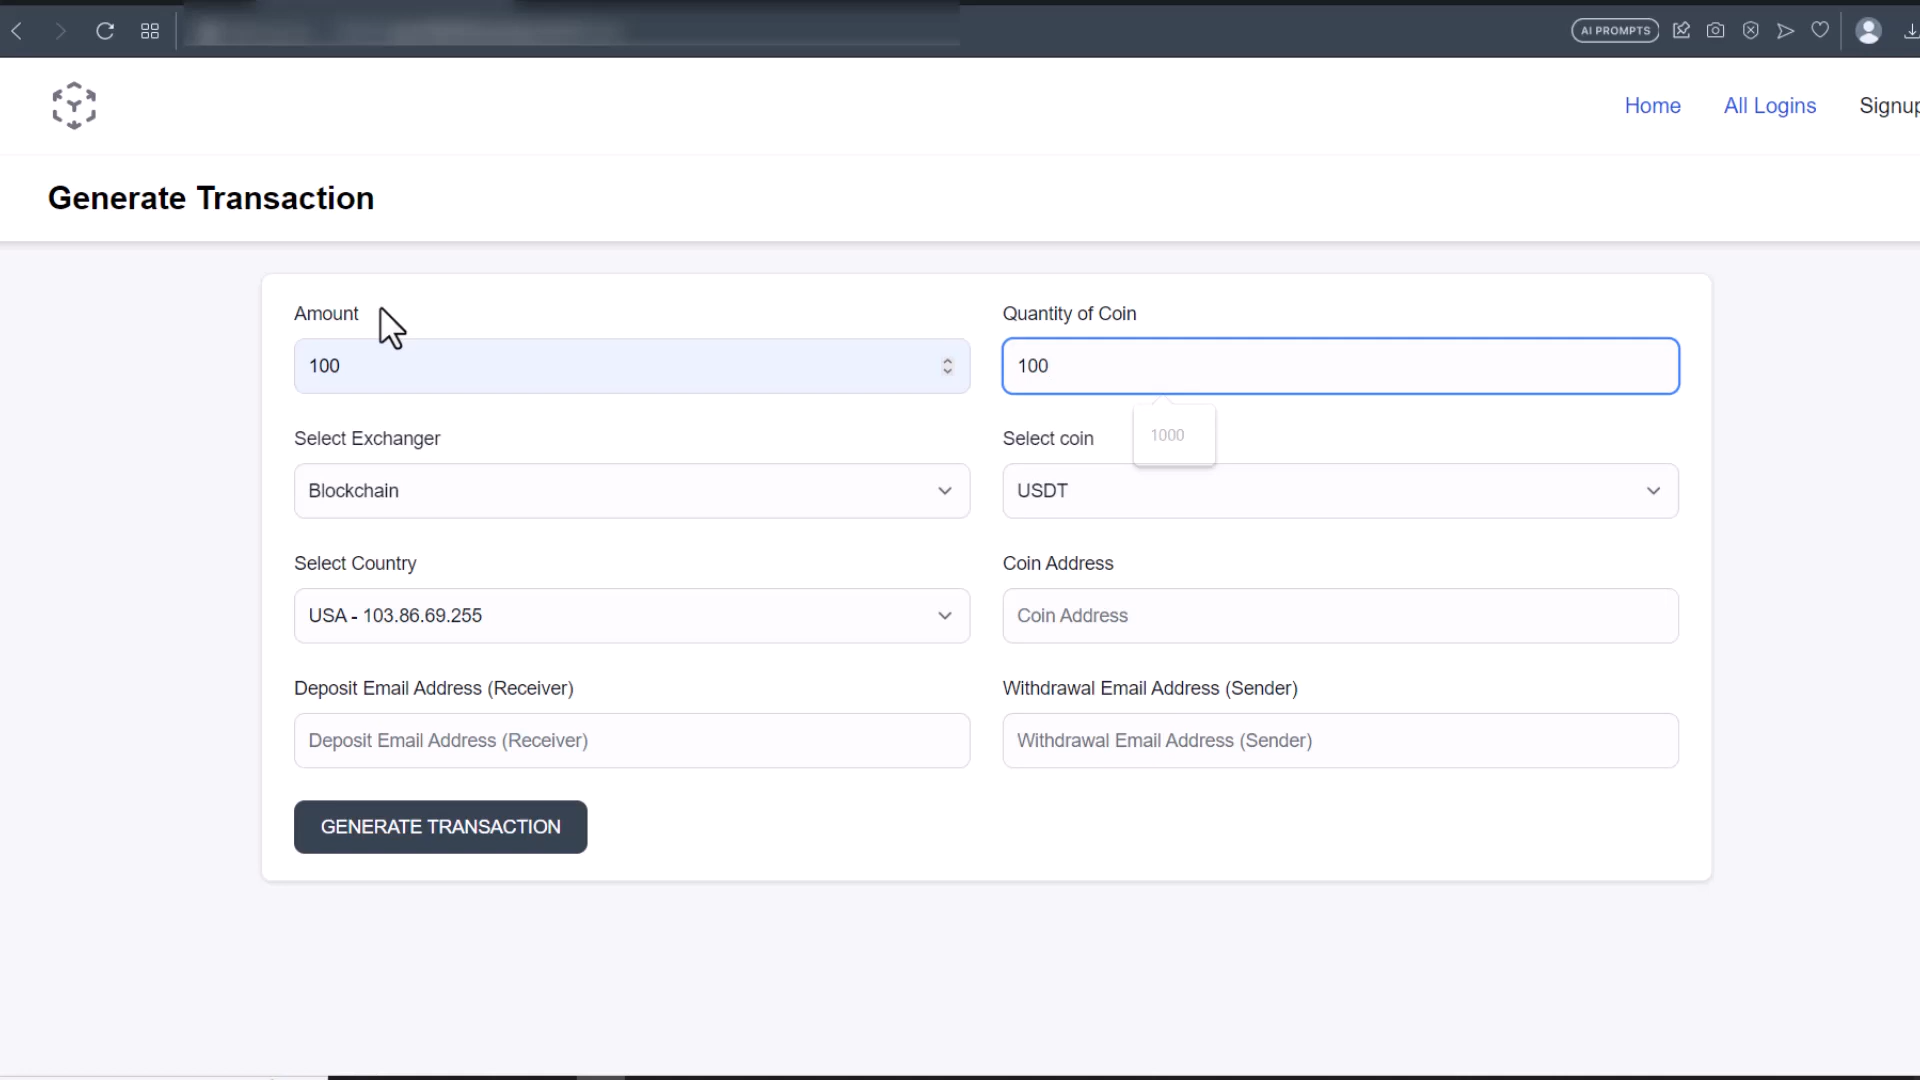 AI PROMPTS
Home
All Logins
Signup
Generate Transaction
Amount
Quantity of Coin
100
100
1000
Select Exchanger
Select coin
Blockchain
USDT
Select Country
Coin Address
USA - 103.86.69.255
Coin Address
Deposit Email Address (Receiver)
Withdrawal Email Address (Sender)
Deposit Email Address (Receiver)
Withdrawal Email Address (Sender)
GENERATE TRANSACTION